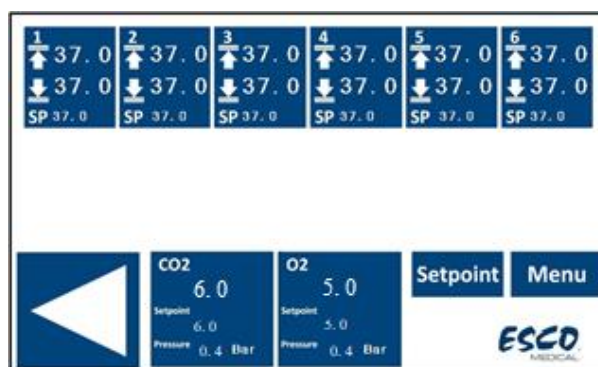 1 2 3 4 5 6
37.0 37.0 37.0 37.0 37.0 37.0
37.0 37.0 37.0 37.0 37.0 37.0
SP 37.0 SP 37.0 SP 37.0 SP 37.0 SP 37.0 SP 37.0
CO2
6.0
Setpoint
6.0
Pressure 0.4 Bar
O2
5.0
Setpoint
5.0
Pressure 0.4 Bar
Setpoint
Menu
ESCO
MEDICAL